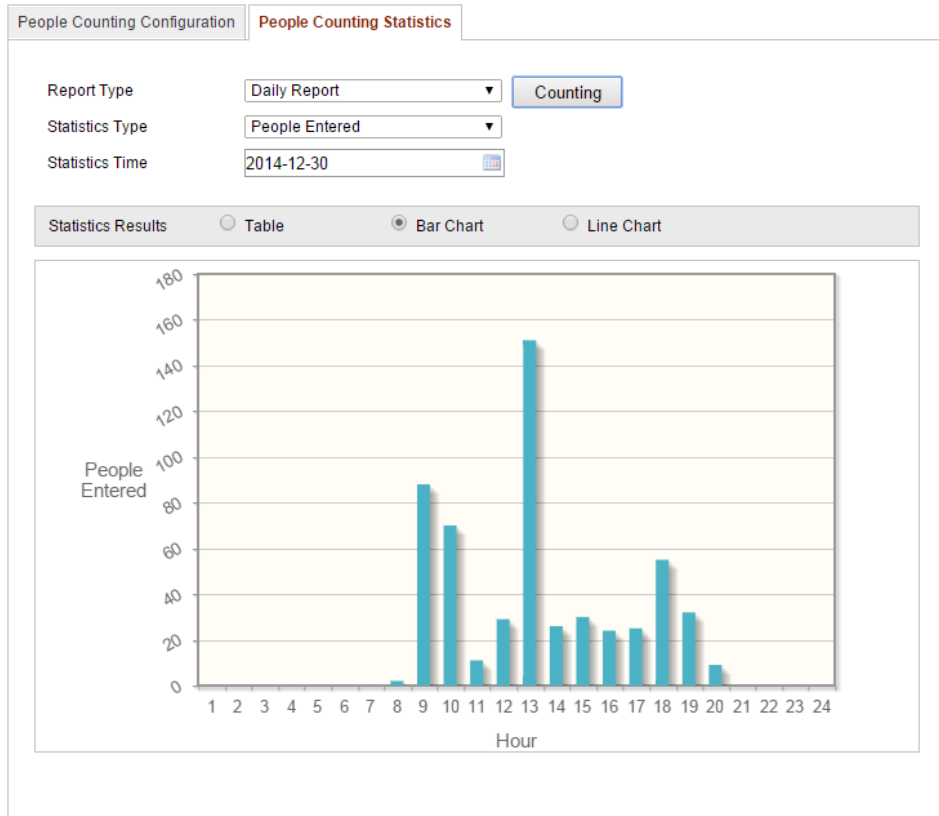 People Counting Configuration People Counting Statistics
Report Type Daily Report Counting
Statistics Type People Entered
Statistics Time 2014-12-30
Statistics Results Table Bar Chart Line Chart
180
160
140
120
100
80
60
40
20
0
People
Entered
1 2 3 4 5 6 7 8 9 10 11 12 13 14 15 16 17 18 19 20 21 22 23 24
Hour